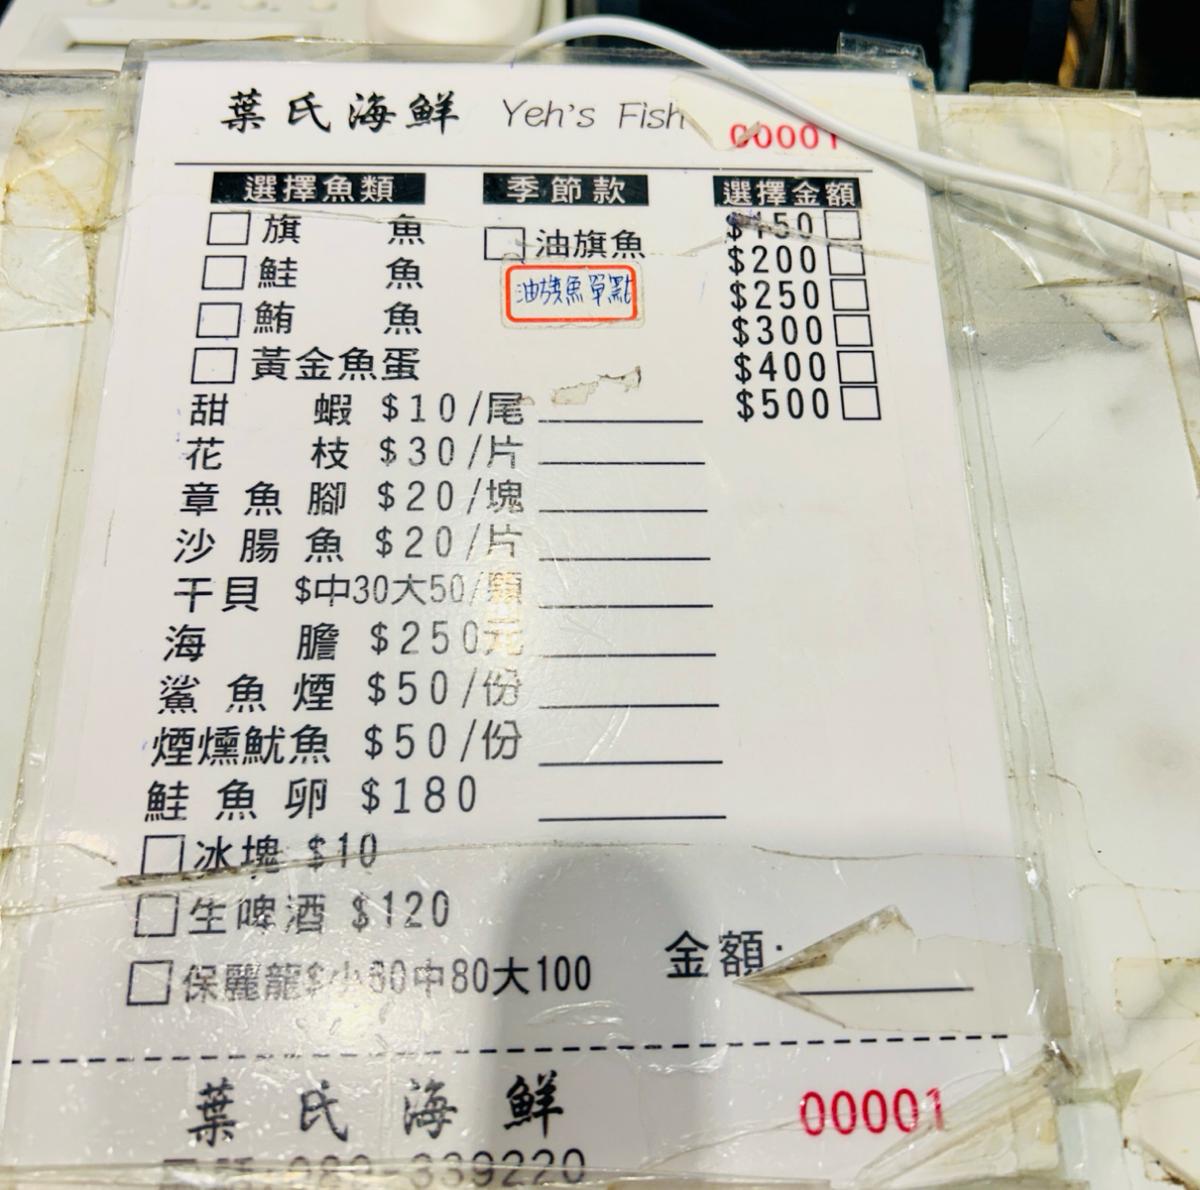 葉氏海鮮 Yeh's Fish 00001
選擇魚類 季節款 選擇金額
旗魚 油旗魚 $150
鮭魚 油旗魚單點 $200
鮪魚 $250
黃金魚蛋 $300
$400
甜蝦 $10/尾 $500
花枝 $30/片
章魚腳 $20/塊
沙腸魚 $20/片
干貝 $中30大50/顆
海膽 $250元
鯊魚煙 $50/份
煙燻魷魚 $50/份
鮭魚卵 $180
冰塊 $10
生啤酒 $120
保麗龍$小60中80大100 金額:
葉氏海鮮 00001
電話:089-339220